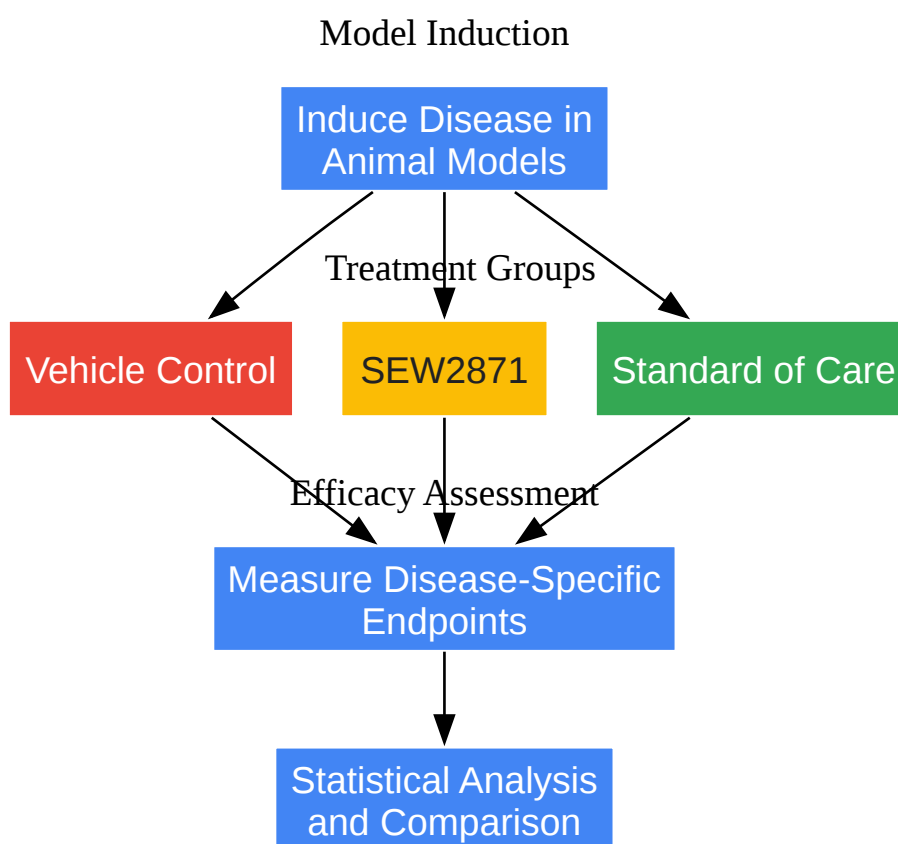 Model Induction
Induce Disease in
Animal Models
Treatment Groups
Vehicle Control
SEW2871
Standard of Care
Efficacy Assessment
Measure Disease-Specific
Endpoints
Statistical Analysis
and Comparison